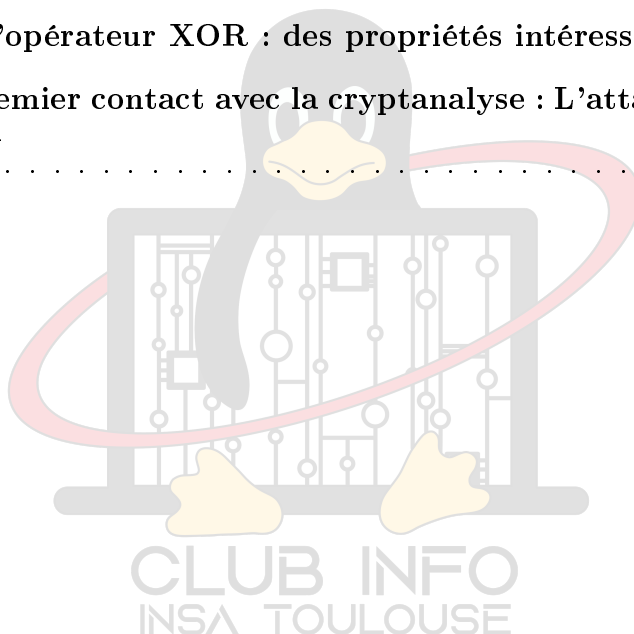 'opérateur XOR : des propriétés intéress
emier contact avec la cryptanalyse : L'atta
. . . . . . . . . . . . . . . . . . . . . . . . . .
CLUB INFO
INSA TOULOUSE